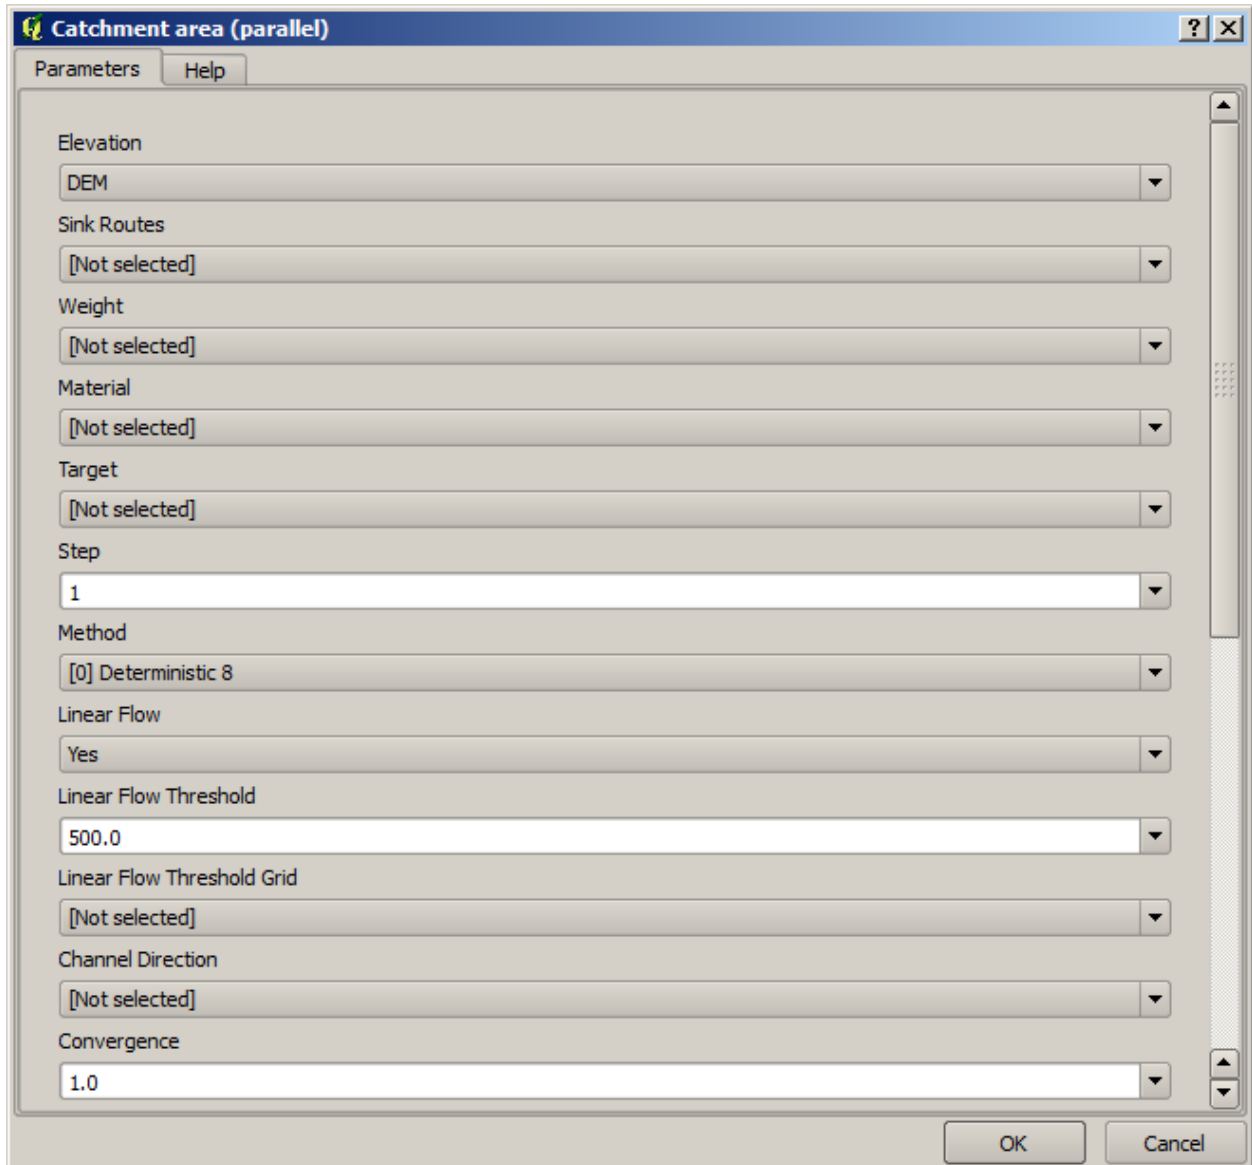 Catchment area (parallel)
Parameters Help
Elevation
DEM
Sink Routes
[Not selected]
Weight
[Not selected]
Material
[Not selected]
Target
[Not selected]
Step
1
Method
[0] Deterministic 8
Linear Flow
Yes
Linear Flow Threshold
500.0
Linear Flow Threshold Grid
[Not selected]
Channel Direction
[Not selected]
Convergence
1.0
OK Cancel